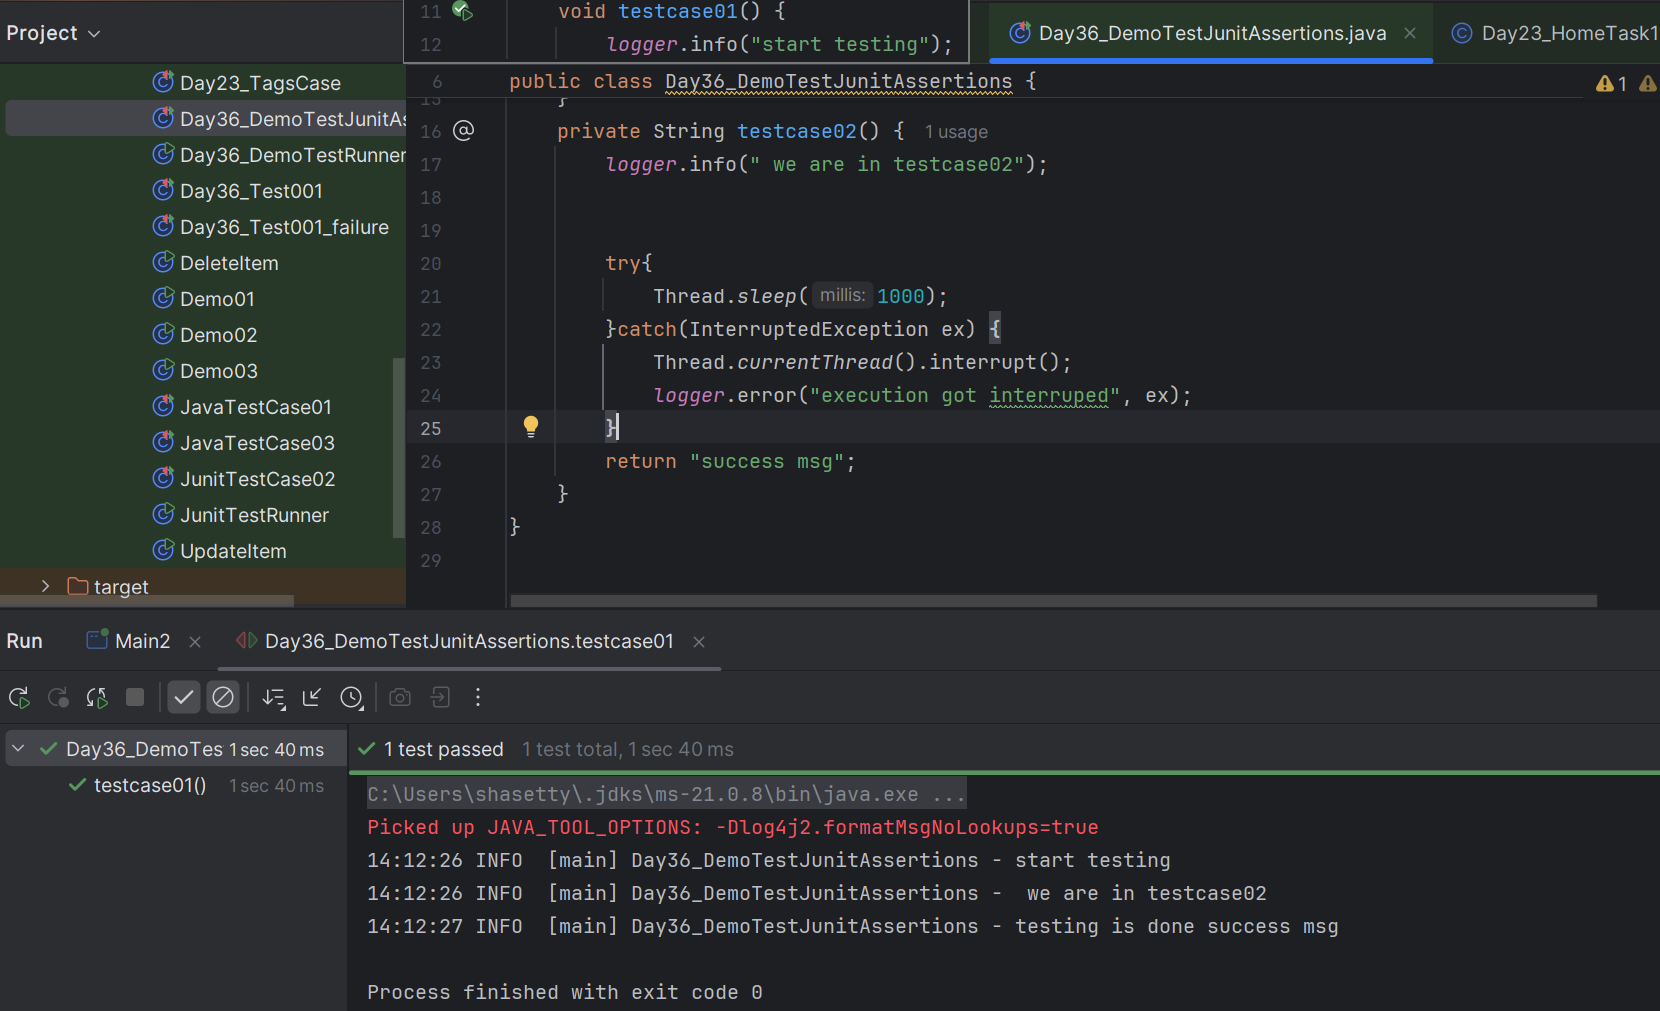 Project
Day23_TagsCase
Day36_DemoTestJunitAs
Day36_DemoTestRunner
Day36_Test001
Day36_Test001_failure
DeleteItem
Demo01
Demo02
Demo03
JavaTestCase01
JavaTestCase03
JunitTestCase02
JunitTestRunner
UpdateItem
target
11 void testcase01() {
12 logger.info("start testing");
Day36_DemoTestJunitAssertions.java
Day23_HomeTask1
6 public class Day36_DemoTestJunitAssertions {
1
15 }
16 @ private String testcase02() { 1 usage
17 logger.info(" we are in testcase02");
18
19
20 try{
21 Thread.sleep( millis: 1000);
22 }catch(InterruptedException ex) {
23 Thread.currentThread().interrupt();
24 logger.error("execution got interruped", ex);
25 }
26 return "success msg";
27 }
28 }
29
Run Main2 Day36_DemoTestJunitAssertions.testcase01
Day36_DemoTes 1 sec 40 ms
testcase01() 1 sec 40 ms
1 test passed 1 test total, 1 sec 40 ms
C:\Users\shasetty\.jdks\ms-21.0.8\bin\java.exe ...
Picked up JAVA_TOOL_OPTIONS: -Dlog4j2.formatMsgNoLookups=true
14:12:26 INFO  [main] Day36_DemoTestJunitAssertions - start testing
14:12:26 INFO  [main] Day36_DemoTestJunitAssertions -  we are in testcase02
14:12:27 INFO  [main] Day36_DemoTestJunitAssertions - testing is done success msg
Process finished with exit code 0